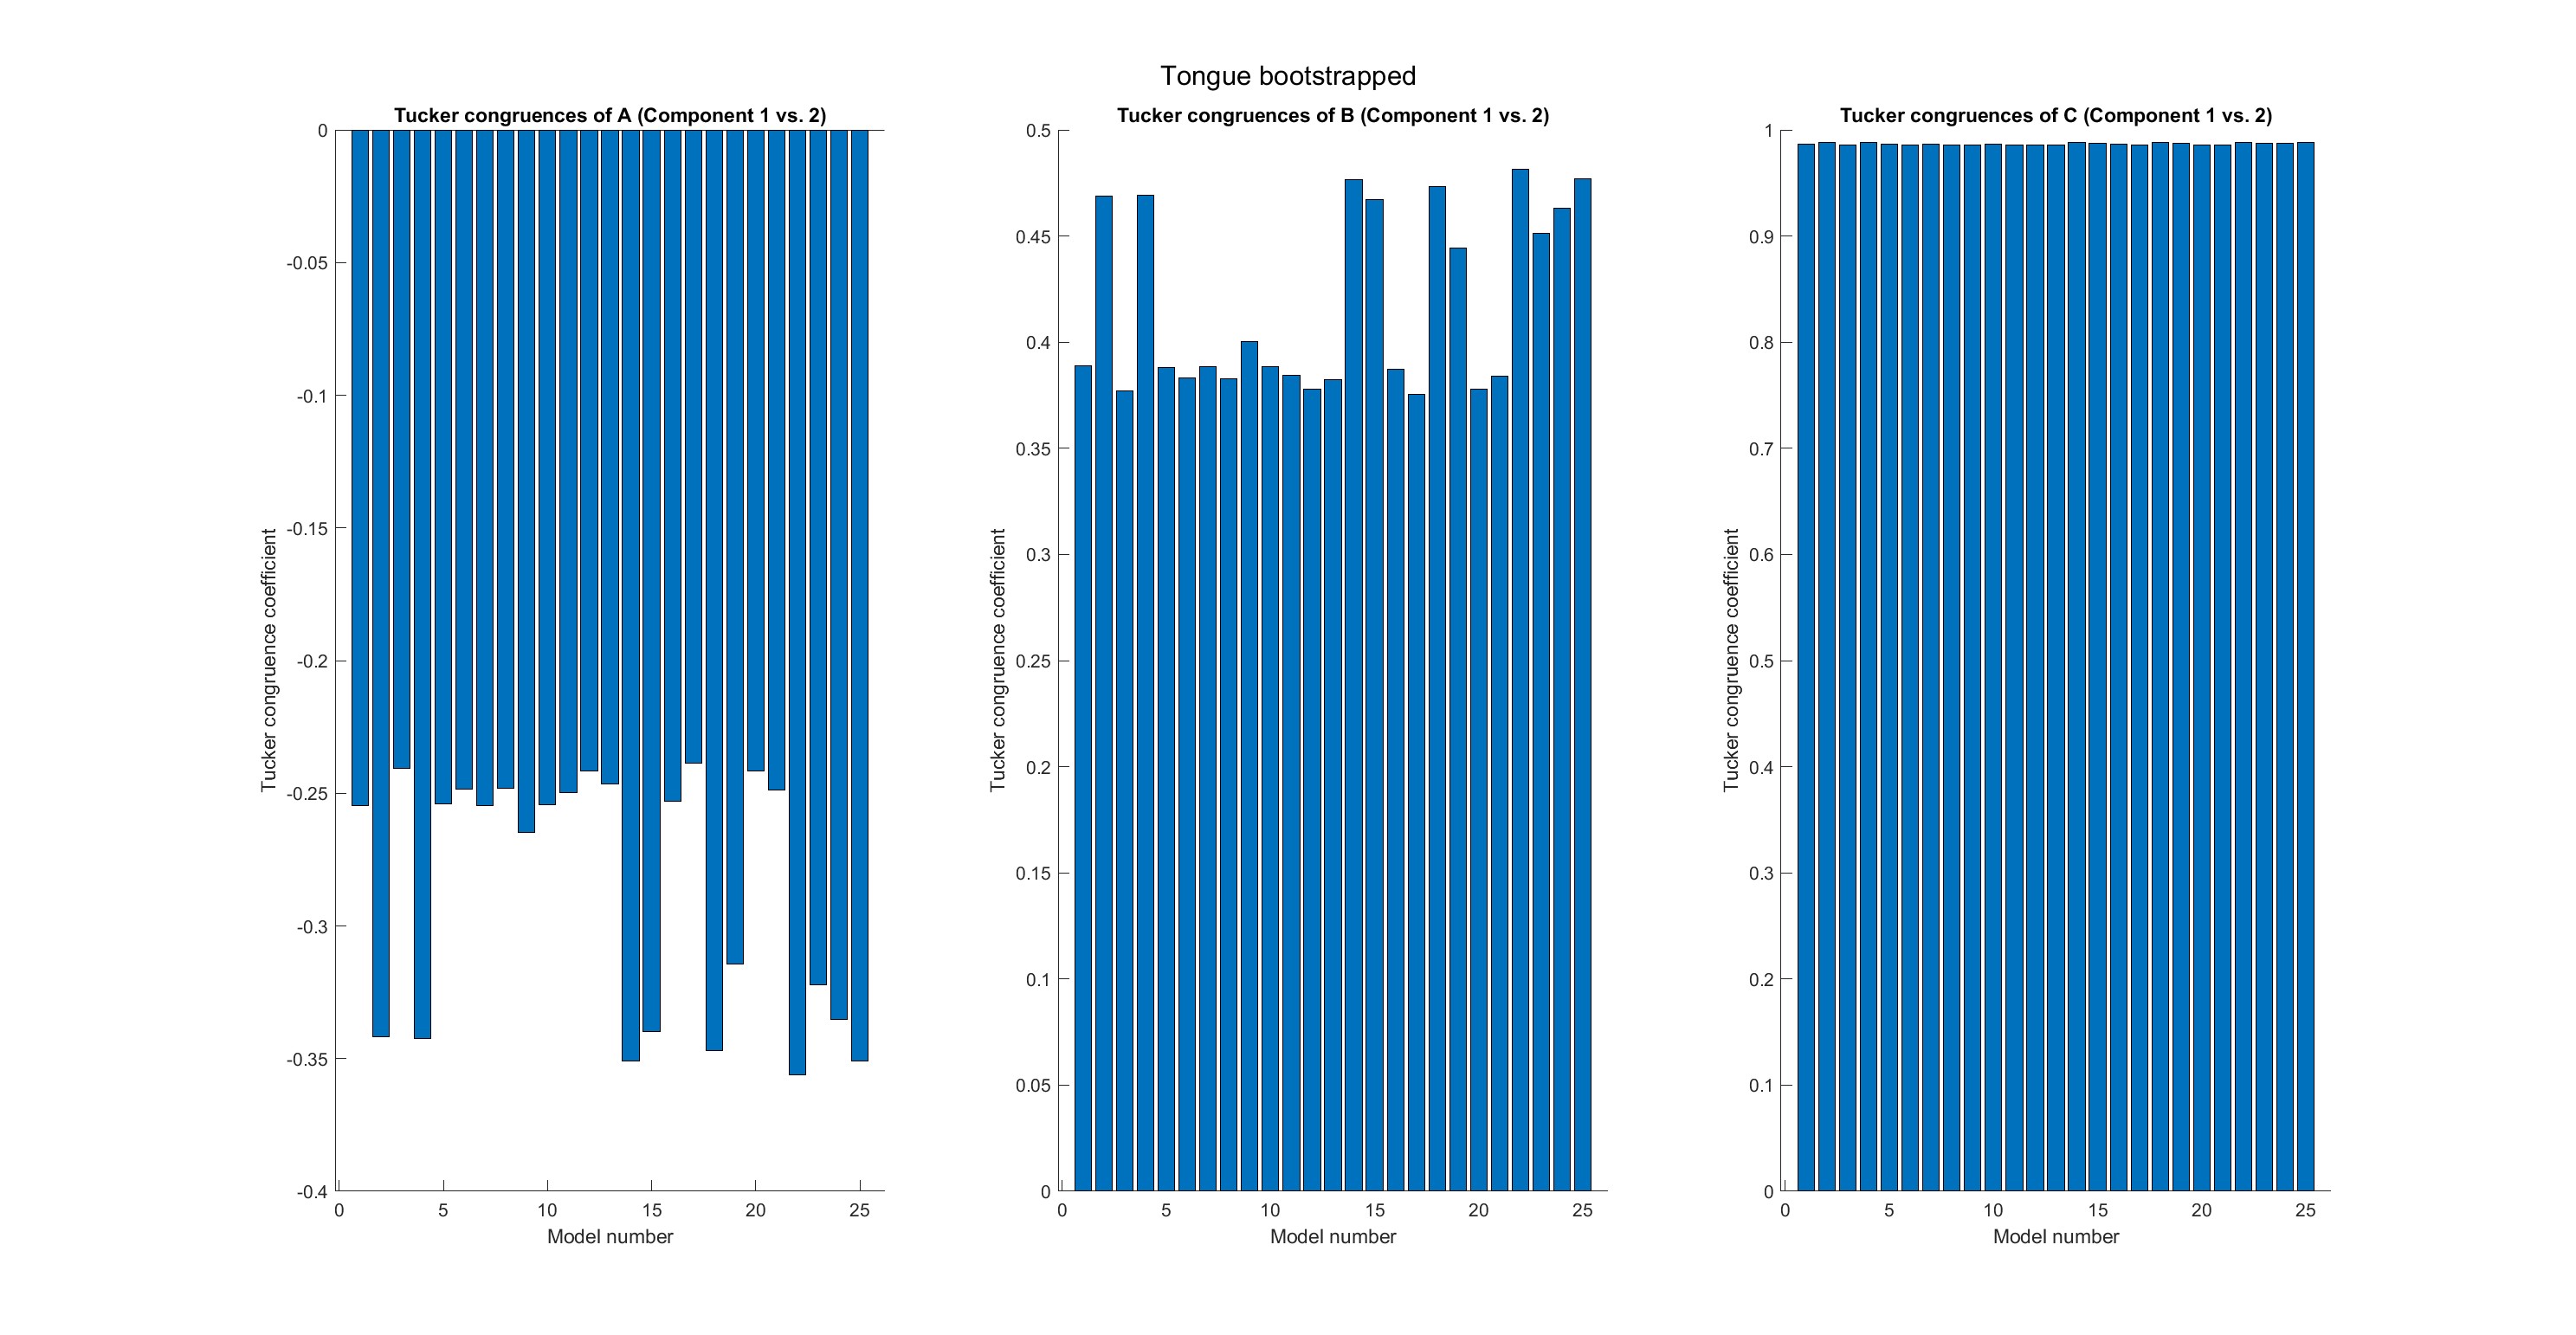 Tongue bootstrapped
Tucker congruences of A (Component 1 vs. 2)
0
-0.05
-0.1
-0.15
-0.2
-0.25
-0.3
-0.35
-0.4
Tucker congruence coefficient
0 5 10 15 20 25
Model number
Tucker congruences of B (Component 1 vs. 2)
0.5
0.45
0.4
0.35
0.3
0.25
0.2
0.15
0.1
0.05
0
Tucker congruence coefficient
0 5 10 15 20 25
Model number
Tucker congruences of C (Component 1 vs. 2)
1
0.9
0.8
0.7
0.6
0.5
0.4
0.3
0.2
0.1
0
Tucker congruence coefficient
0 5 10 15 20 25
Model number